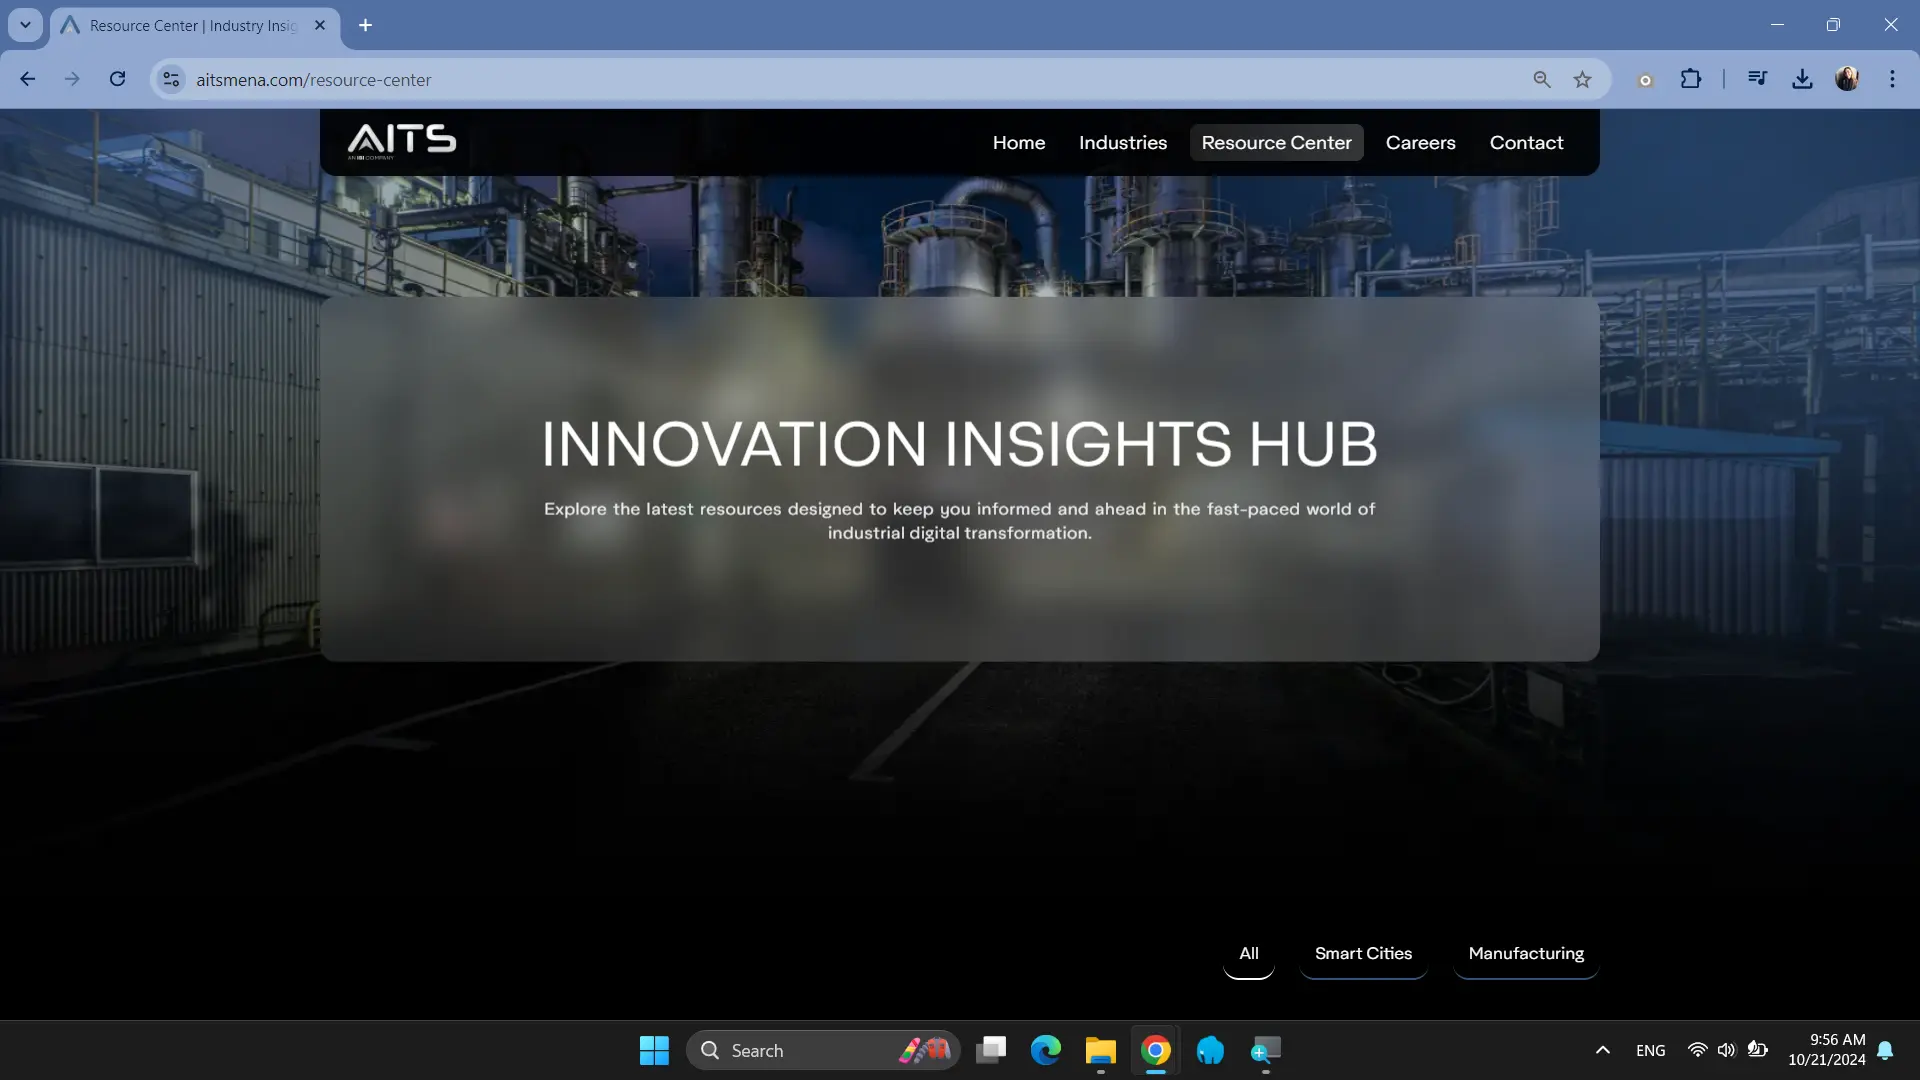 Resource Center | Industry Insig
aitsmena.com/resource-center
AITS
AN IBI COMPANY
Home
Industries
Resource Center
Careers
Contact
INNOVATION INSIGHTS HUB
Explore the latest resources designed to keep you informed and ahead in the fast-paced world of
industrial digital transformation.
All
Smart Cities
Manufacturing
Search
ENG
9:56 AM
10/21/2024